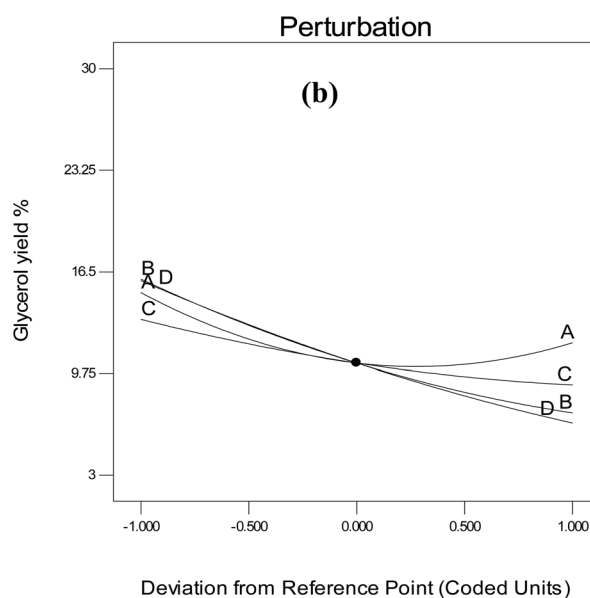 Perturbation
(b)
30
23.25
16.5
9.75
3
Glycerol yield %
B
D
A
C
A
C
D
B
-1.000
-0.500
0.000
0.500
1.000
Deviation from Reference Point (Coded Units)